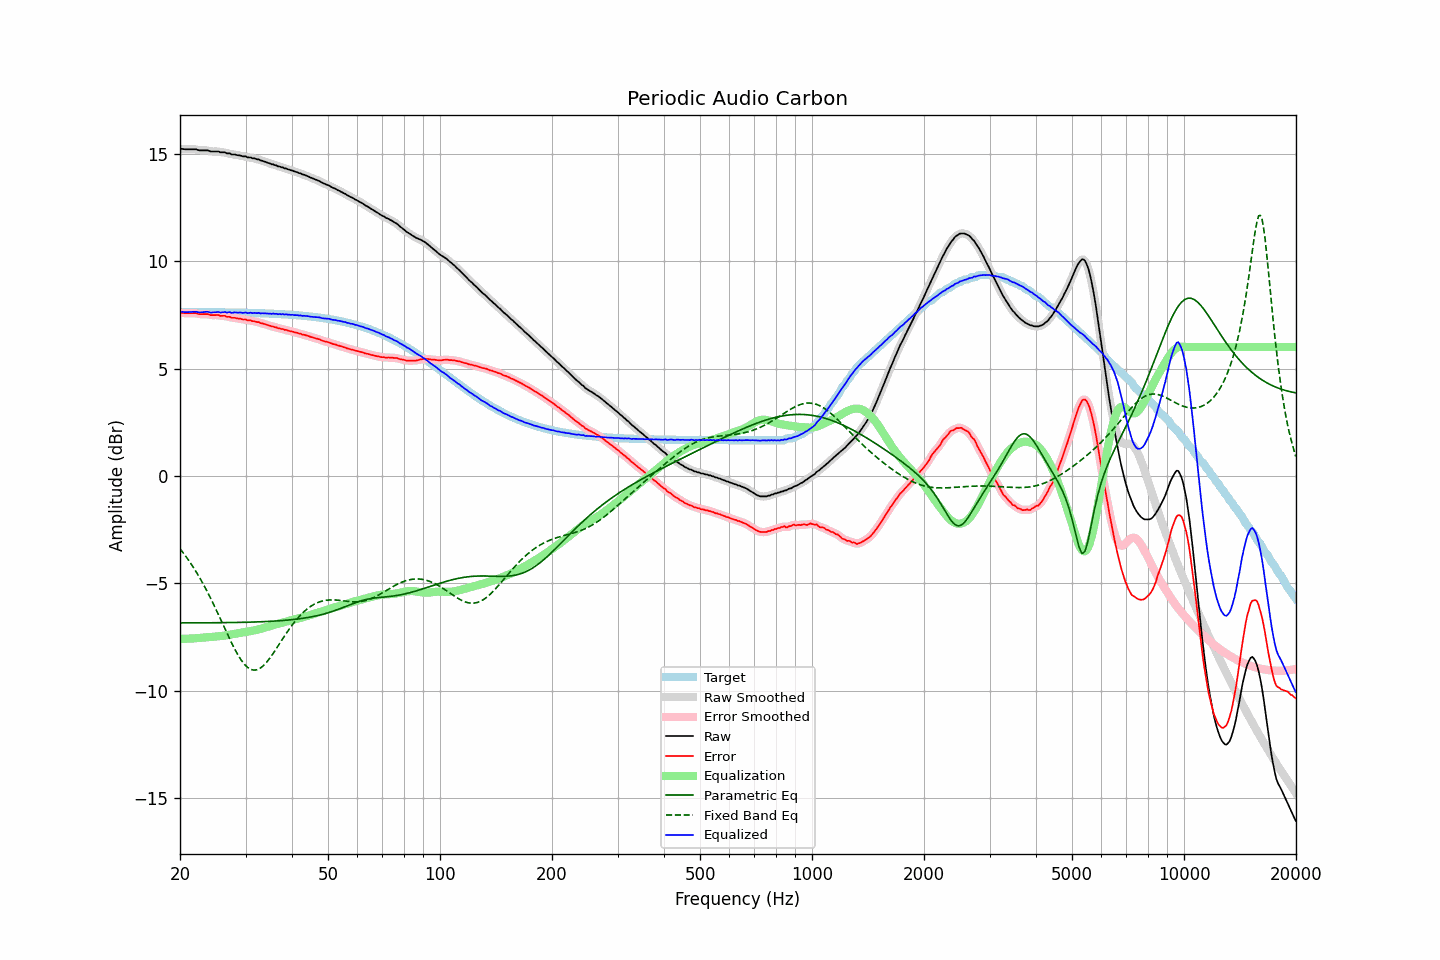 Periodic Audio Carbon
Amplitude (dBr)
15
10
5
0
−5
−10
−15
Target
Raw Smoothed
Error Smoothed
Raw
Error
Equalization
Parametric Eq
Fixed Band Eq
Equalized
20 50 100 200 500 1000 2000 5000 10000 20000
Frequency (Hz)